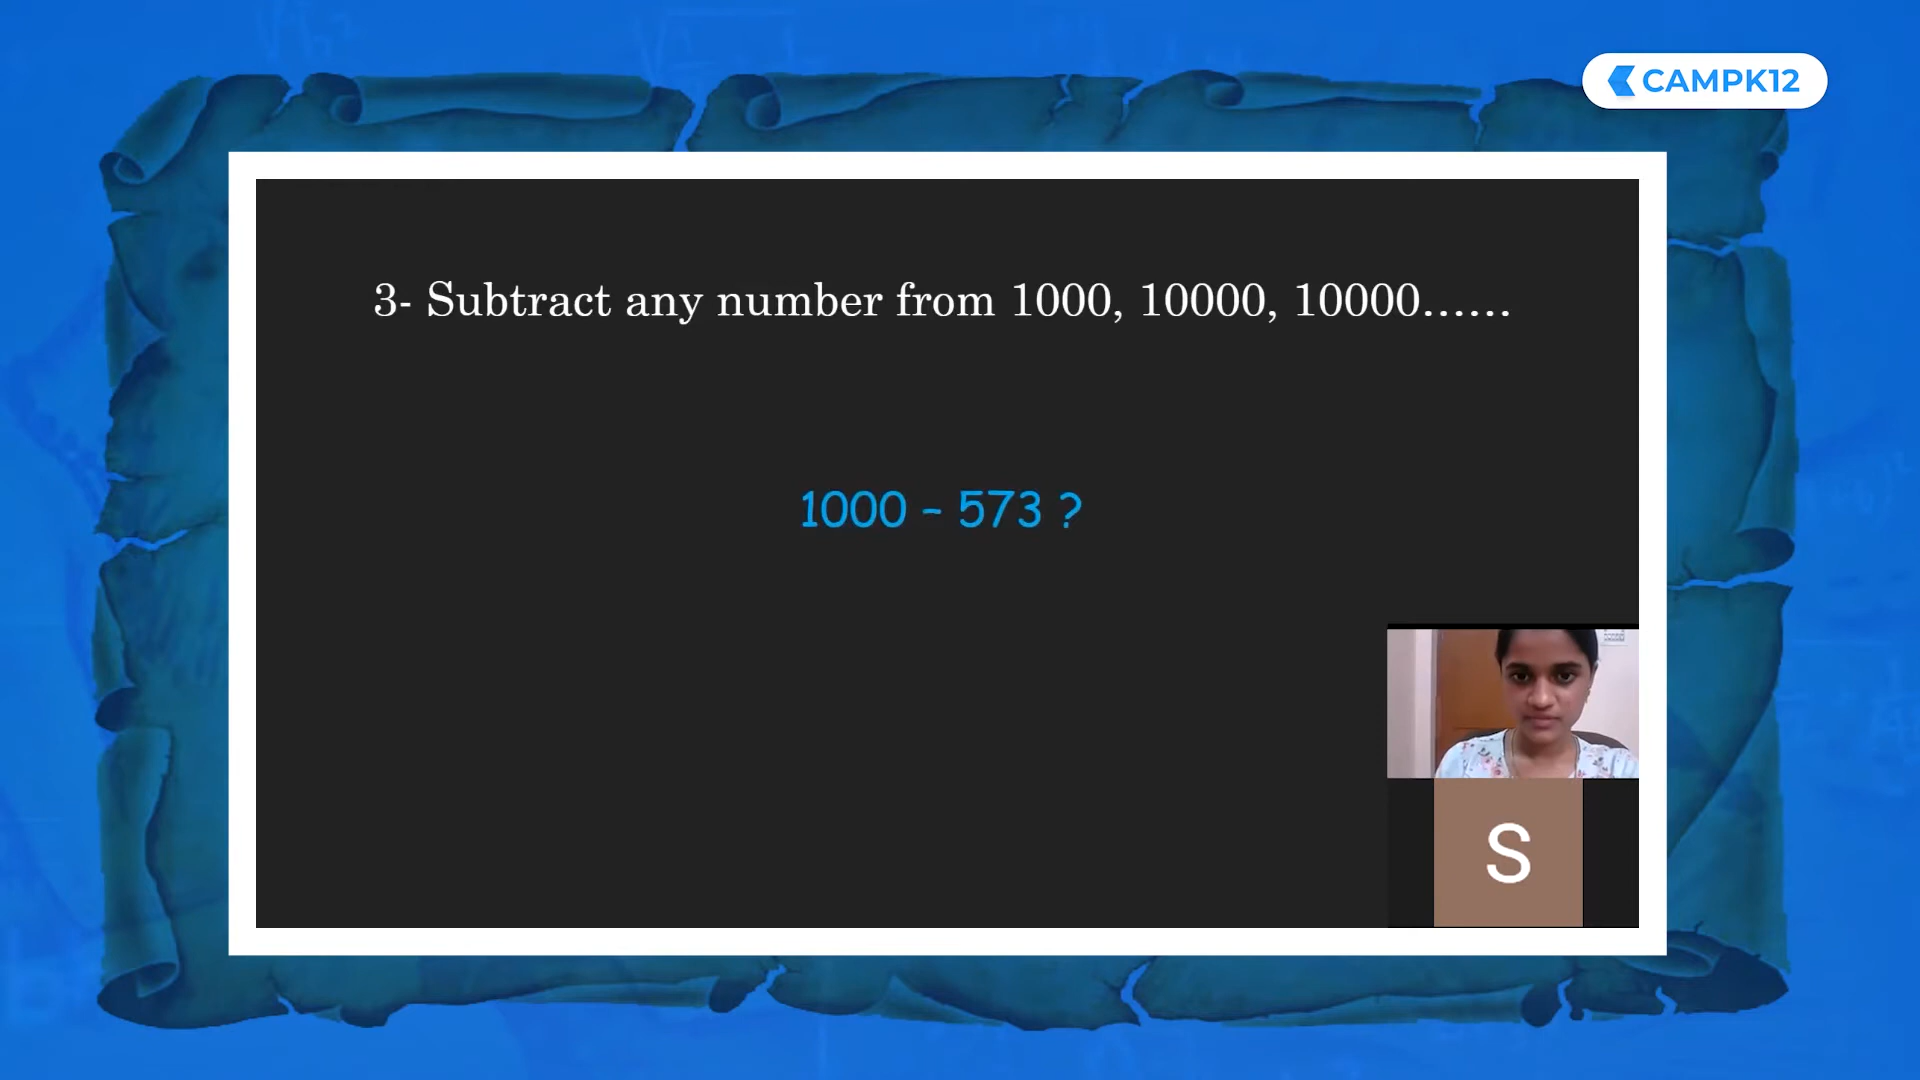 CAMPK12
3- Subtract any number from 1000, 10000, 10000......
1000 – 573 ?
S